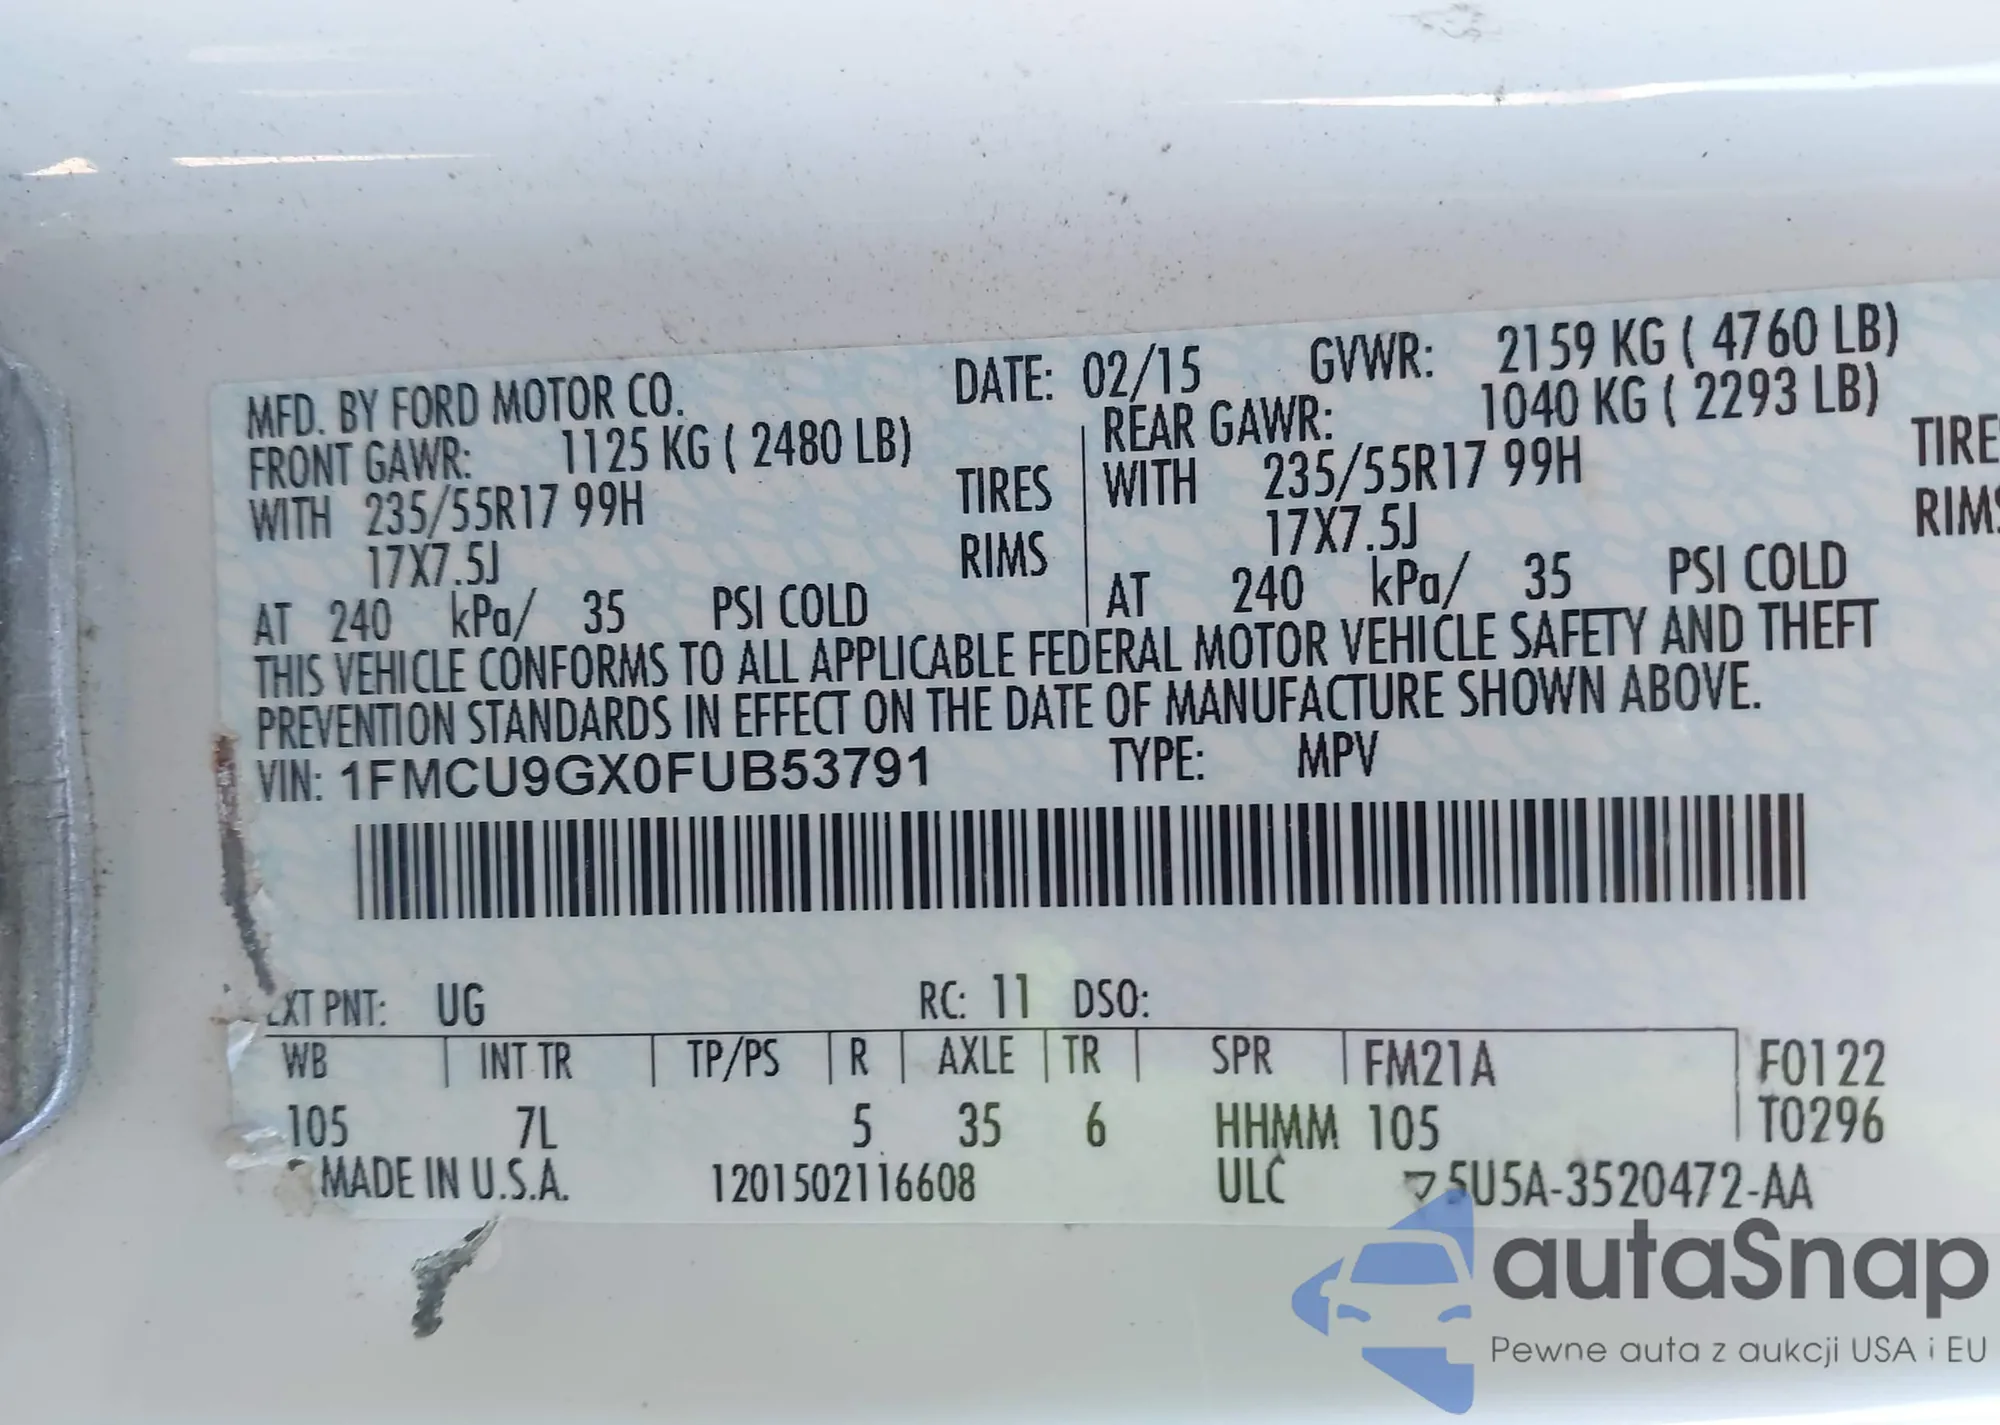 MFD. BY FORD MOTOR CO. DATE: 02/15 GVWR: 2159 KG ( 4760 LB)
FRONT GAWR: 1125 KG ( 2480 LB) REAR GAWR: 1040 KG ( 2293 LB)
WITH 235/55R17 99H TIRES WITH 235/55R17 99H TIRE
17X7.5J RIMS 17X7.5J RIMS
AT 240 kPa/ 35 PSI COLD AT 240 kPa/ 35 PSI COLD
THIS VEHICLE CONFORMS TO ALL APPLICABLE FEDERAL MOTOR VEHICLE SAFETY AND THEFT
PREVENTION STANDARDS IN EFFECT ON THE DATE OF MANUFACTURE SHOWN ABOVE.
VIN: 1FMCU9GX0FUB53791 TYPE: MPV
EXT PNT: UG RC: 11 DSO:
WB INT TR TP/PS R AXLE TR SPR FM21A F0122
105 7L 5 35 6 HHMM 105 T0296
MADE IN U.S.A. 1201502116608 ULC 5U5A-3520472-AA
autaSnap
Pewne auta z aukcji USA i EU